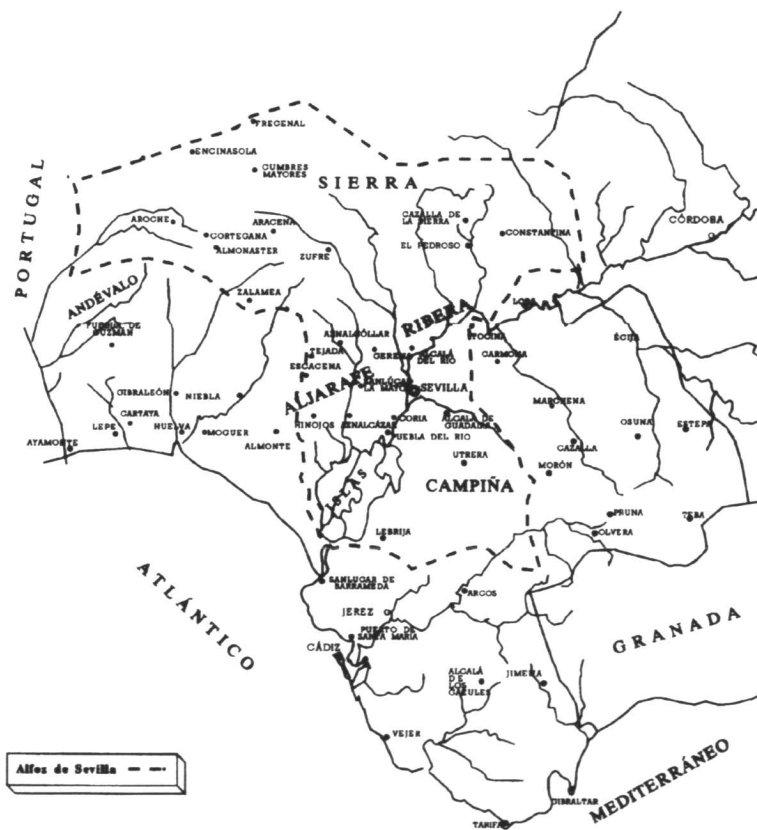 FREGENAL
ENCINASOLA
CUMBRES
MAYORES
SIERRA
PORTUGAL
AROCHE
ARACENA
CORTEGANA
ALMONASTER
ZUFRE
CAZALLA DE
LA SIERRA
EL PEDROSO
CONSTANTINA
CÓRDOBA
ANDÉVALO
ZALAMEA
LORA
RIBERA
PUEBLA DE
GUZMAN
AZNALCÓLLAR
TOCINA
ÉCIJA
TEJADA
GERENA
ALCALÁ
DEL RÍO
CARMONA
ESCACENA
ALJARAFE
SANLÚCAR
LA MAYOR
SEVILLA
GIBRALEÓN
NIEBLA
MARCHENA
CARTAYA
LEPE
HUELVA
MOGUER
HINOJOS
AZNALCÁZAR
CORIA
ALCALA DE
GUADAIRA
OSUNA
ESTEPA
AYAMONTE
ALMONTE
PUEBLA DEL RIO
CAZALLA
UTRERA
MORÓN
ISLAS
CAMPIÑA
PRUNA
TEBA
LEBRIJA
OLVERA
ATLÁNTICO
SANLUCAR DE
BARRAMEDA
ARCOS
JEREZ
GRANADA
PUERTO DE
SANTA MARIA
CÁDIZ
ALCALÁ
DE
LOS
GAZULES
JIMENA
VEJER
Alfoz de Sevilla
MEDITERRÁNEO
GIBRALTAR
TARIFA